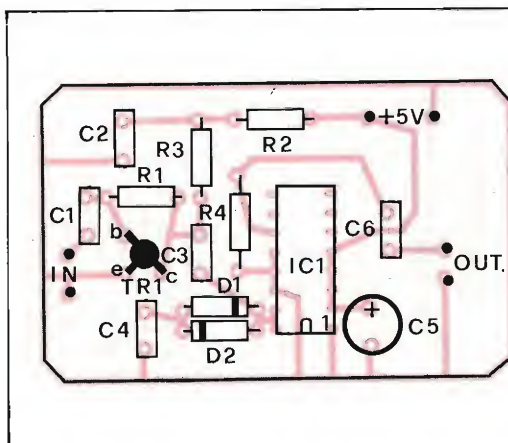 C2
R3
R2
+5V
R1
C1
R4
b
C3
C6
IN
e
c
IC1
OUT.
TR1
D1
C4
1
+
C5
D2